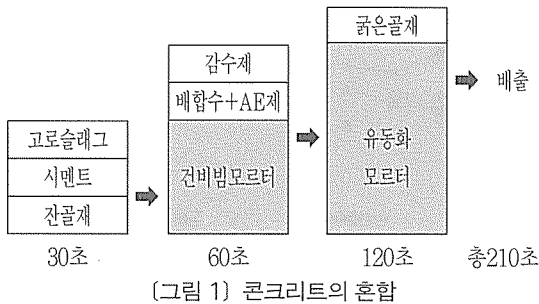 고로슬래그
시멘트
잔골재
30초
감수제
배합수+AE제
건비빔모르터
60초
굵은골재
유동화
모르터
120초
배출
총210초
[그림 1] 콘크리트의 혼합